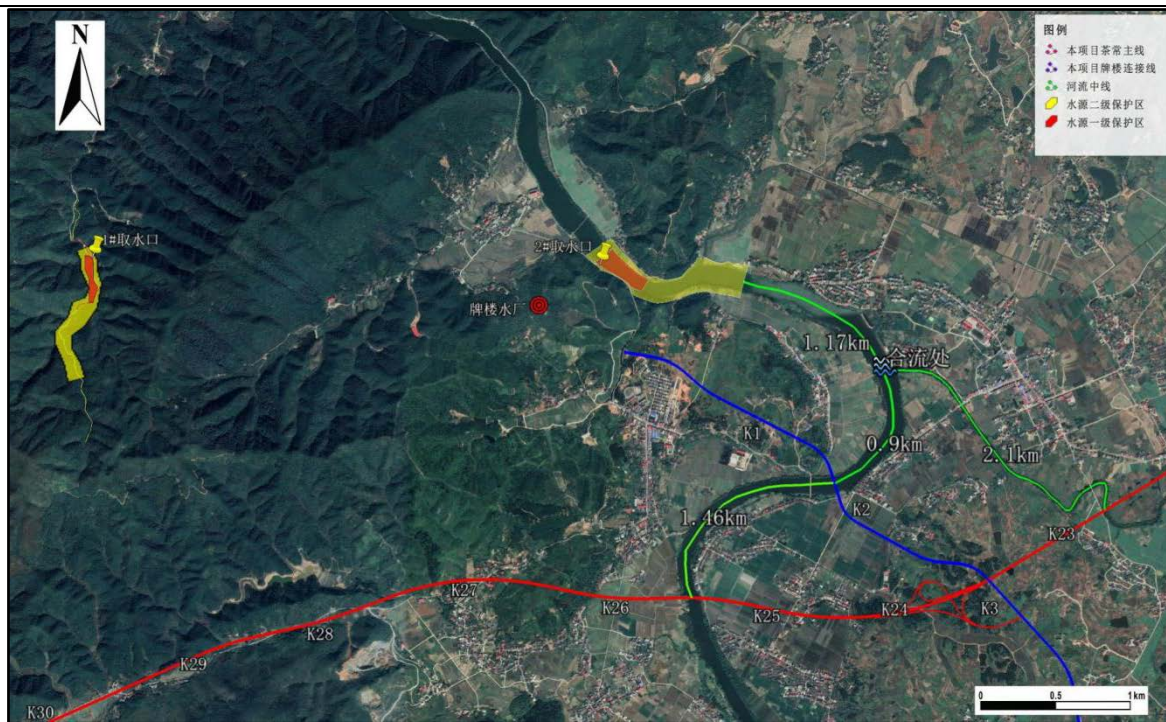 N
图例
本项目茶常主线
本项目牌楼连接线
河流中线
水源二级保护区
水源一级保护区
1#取水口
2#取水口
牌楼水厂
1.17km
合流处
K1
0.9km
2.1km
K2
1.46km
K23
K27
K26
K25
K24
K3
K28
K29
K30
0
0.5
1km